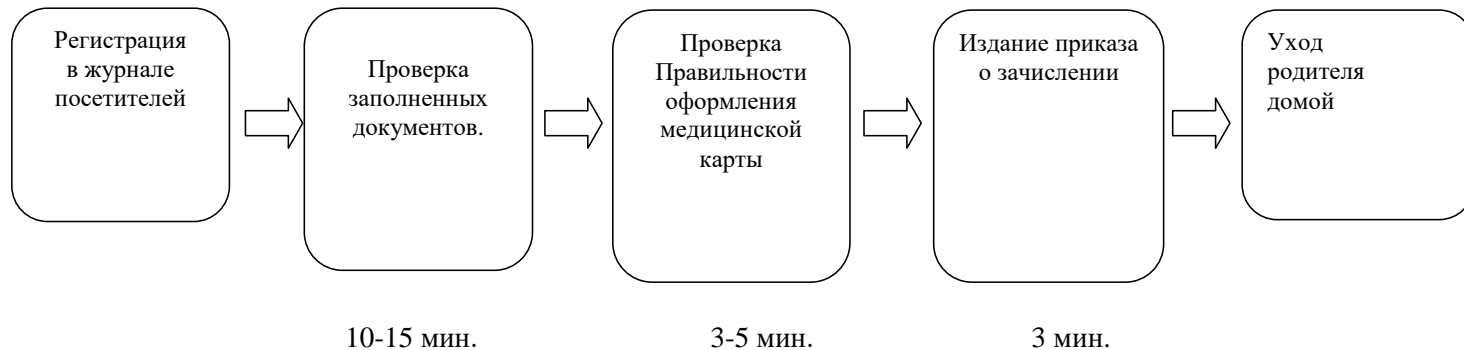 Регистрация
в журнале
посетителей
Проверка
заполненных
документов.
Проверка
Правильности
оформления
медицинской
карты
Издание приказа
о зачислении
Уход
родителя
домой
10-15 мин.
3-5 мин.
3 мин.